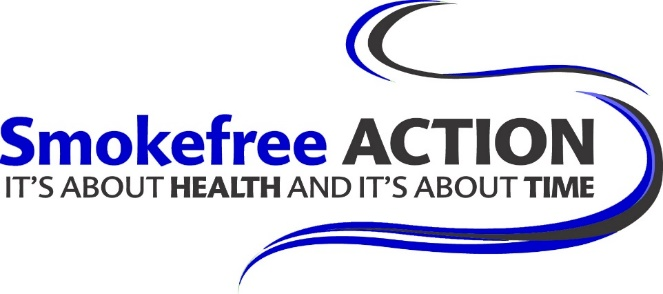 Smokefree ACTION
IT'S ABOUT HEALTH AND IT'S ABOUT TIME